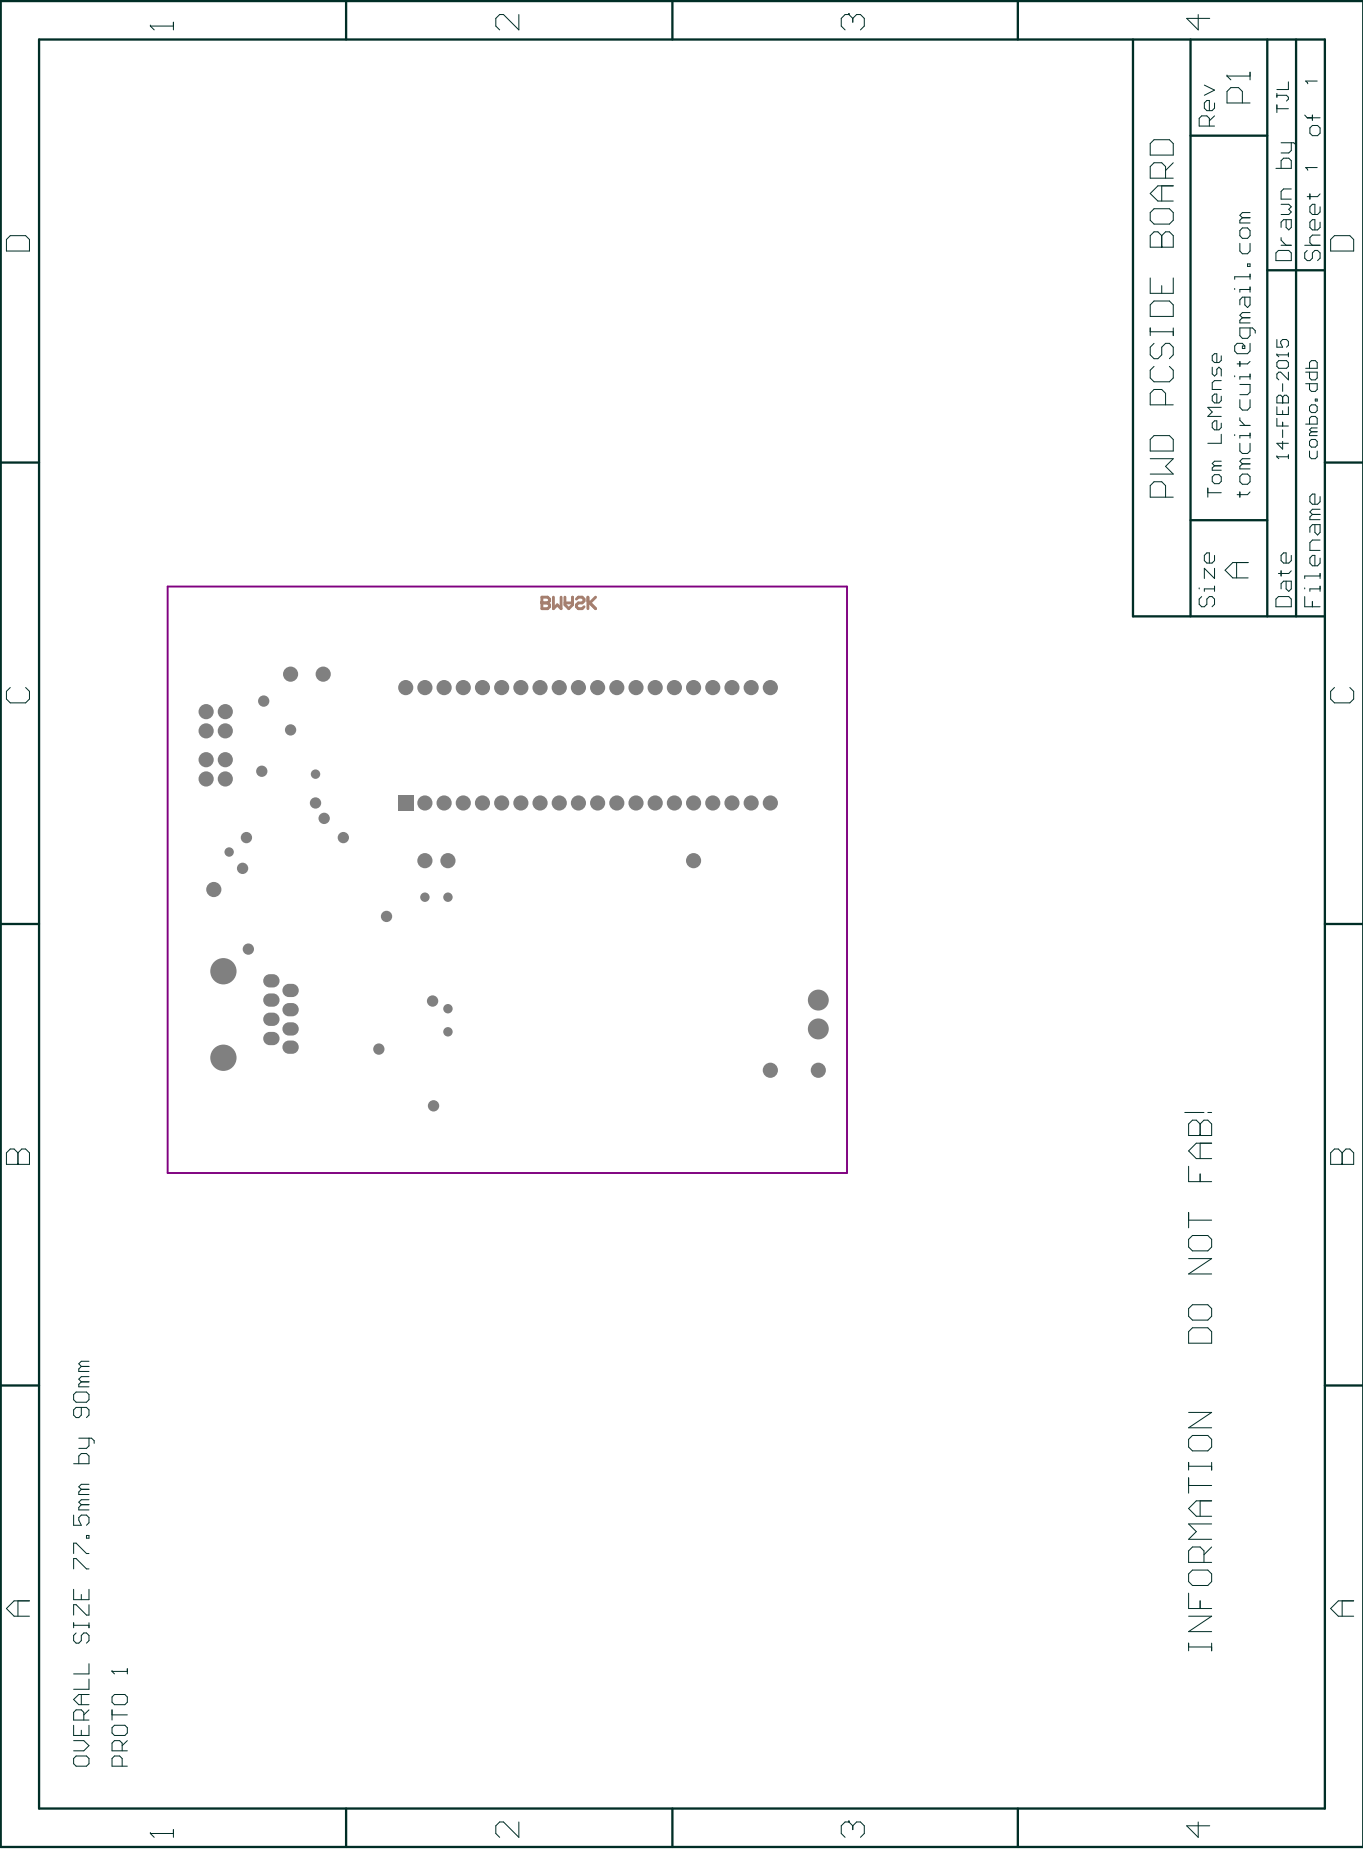 A
B
C
D
1
2
3
4
1
2
3
4
A
B
C
D
OVERALL SIZE 77.5mm by 90mm
PROTO 1
BMASK
INFORMATION DO NOT FAB!
PWD PCSIDE BOARD
Size
A
Tom LeMense
tomcircuit@gmail.com
Rev
P1
Date 14-FEB-2015
Drawn by TJL
Filename combo.ddb
Sheet 1 of 1